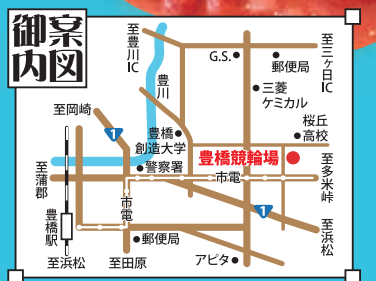 御案
内図
至豊川IC
豊川
G.S.
郵便局
至三ヶ日IC
三菱
ケミカル
至岡崎
1
豊橋
創造大学
桜丘
高校
豊橋競輪場
警察署
市電
至蒲郡
至多米峠
市電
豊橋駅
1
郵便局
アピタ
至浜松
至浜松
至田原